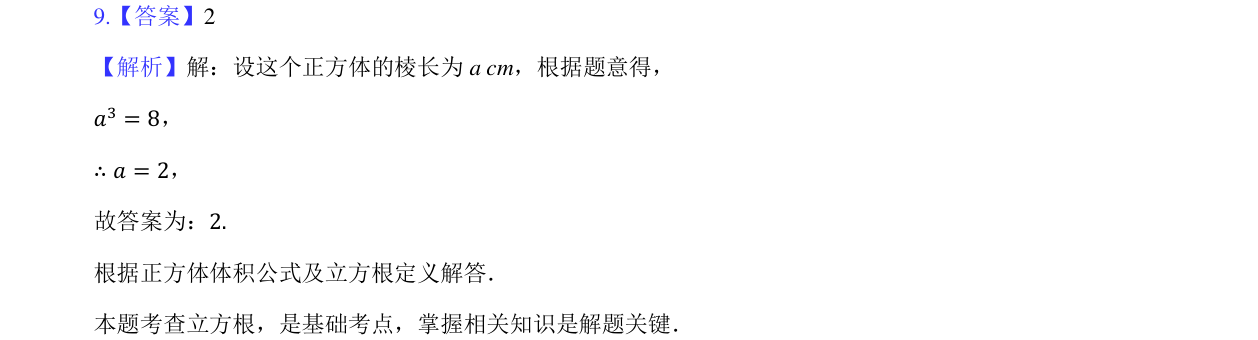 9.【答案】2
【解析】解：设这个正方体的棱长为 a cm，根据题意得，
a³ = 8，
∴ a = 2，
故答案为：2.
根据正方体体积公式及立方根定义解答．
本题考查立方根，是基础考点，掌握相关知识是解题关键．